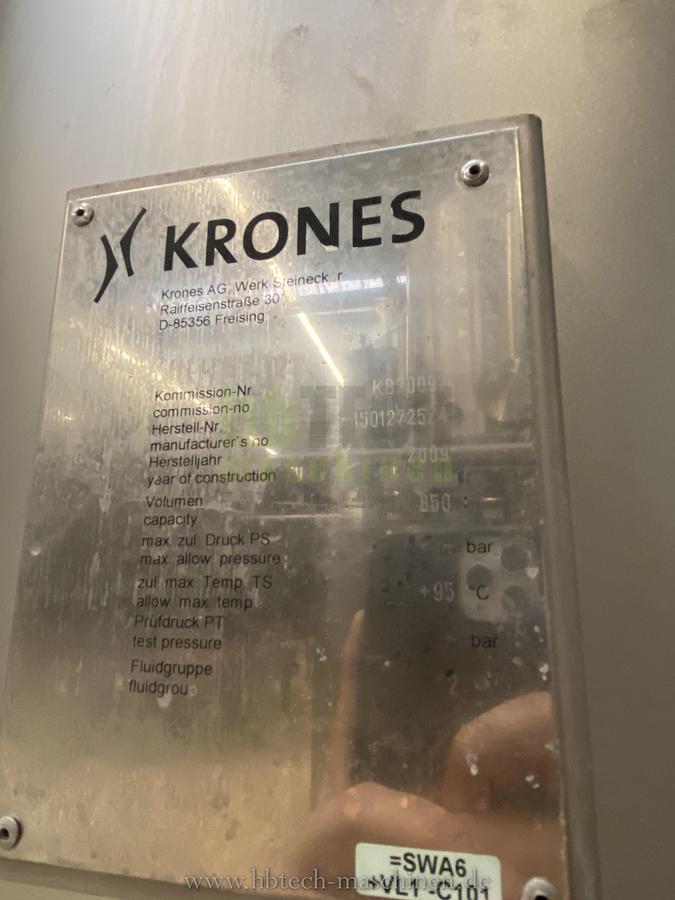 KRONES
Krones AG, Werk Steinecker
Raiffeisenstraße 30
D-85356 Freising
Kommission-Nr.
commission-no
Herstell-Nr.
manufacturer's no
Herstelljahr 2009
year of construction
Volumen 850 l
capacity
max. zul. Druck PS bar
max. allow. pressure
zul. max. Temp. TS +95 °C
allow. max. temp.
Prüfdruck PT bar
test pressure
Fluidgruppe 2
fluidgroup
=SWA6
+VLT-C101
www.hbtech-maschinen.de